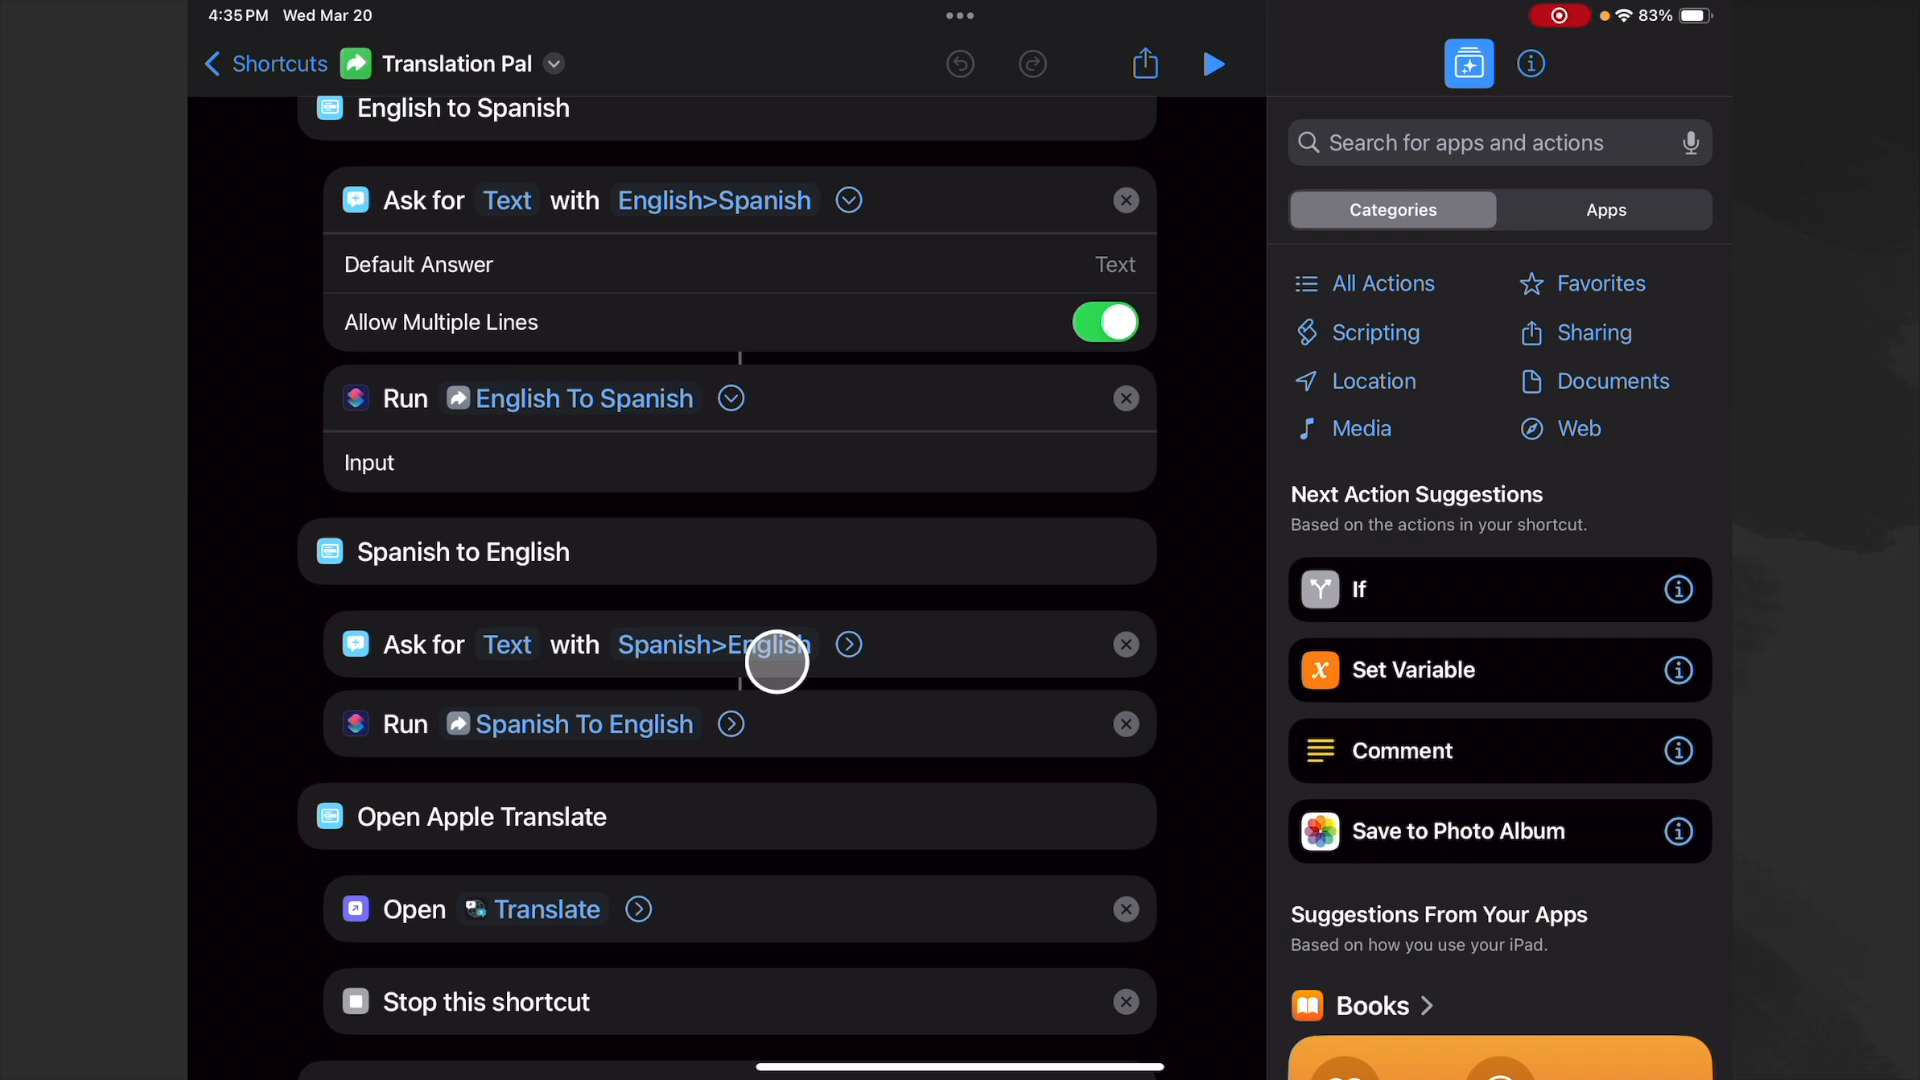 4:35 PM Wed Mar 20
83%
Shortcuts
Translation Pal
English to Spanish
Ask for Text with English>Spanish
Default Answer
Text
Allow Multiple Lines
Run English To Spanish
Input
Spanish to English
Ask for Text with Spanish>English
Run Spanish To English
Open Apple Translate
Open Translate
Stop this shortcut
Search for apps and actions
Categories
Apps
All Actions
Favorites
Scripting
Sharing
Location
Documents
Media
Web
Next Action Suggestions
Based on the actions in your shortcut.
If
Set Variable
Comment
Save to Photo Album
Suggestions From Your Apps
Based on how you use your iPad.
Books